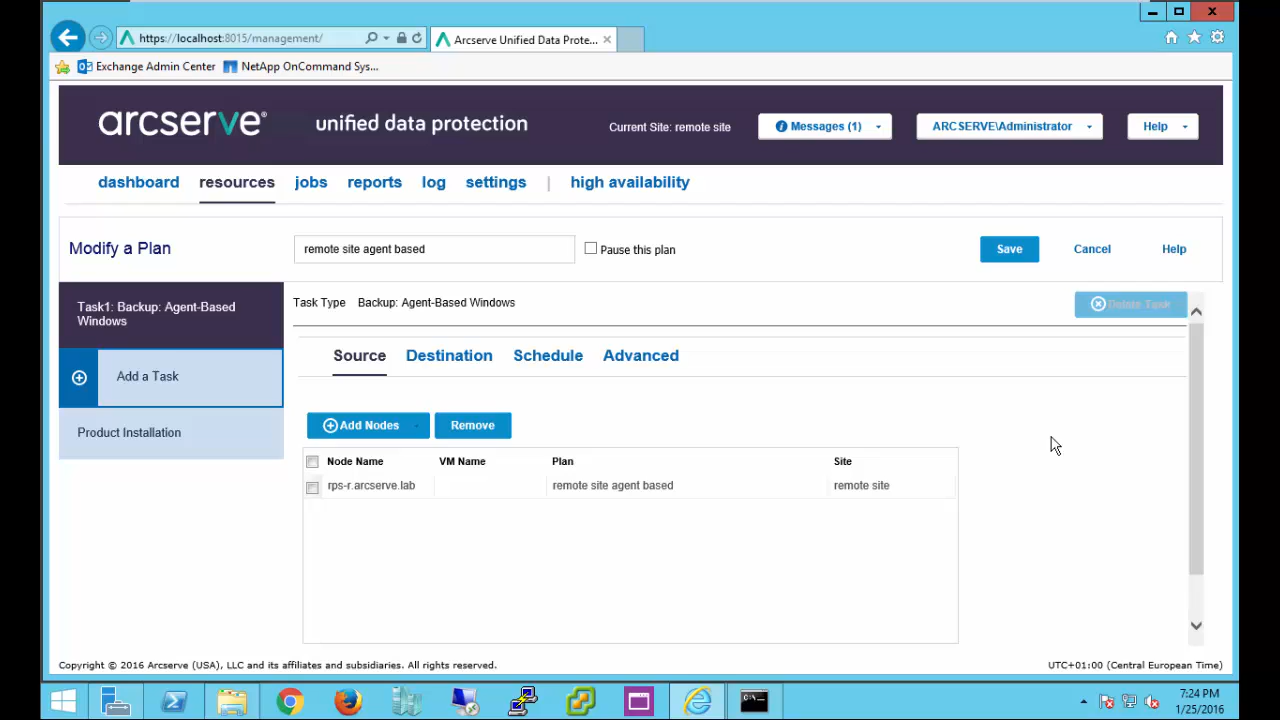 https://localhost:8015/management/
Arcserve Unified Data Prote...
Exchange Admin Center
NetApp OnCommand Sys...
arcserve®
unified data protection
Current Site: remote site
Messages (1)
ARCSERVE\Administrator
Help
dashboard
resources
jobs
reports
log
settings
|
high availability
Modify a Plan
remote site agent based
Pause this plan
Save
Cancel
Help
Task1: Backup: Agent-Based
Windows
Add a Task
Product Installation
Task Type
Backup: Agent-Based Windows
Delete Task
Source
Destination
Schedule
Advanced
Add Nodes
Remove
Node Name
VM Name
Plan
Site
rps-r.arcserve.lab
remote site agent based
remote site
Copyright © 2016 Arcserve (USA), LLC and its affiliates and subsidiaries. All rights reserved.
UTC+01:00 (Central European Time)
7:24 PM
1/25/2016